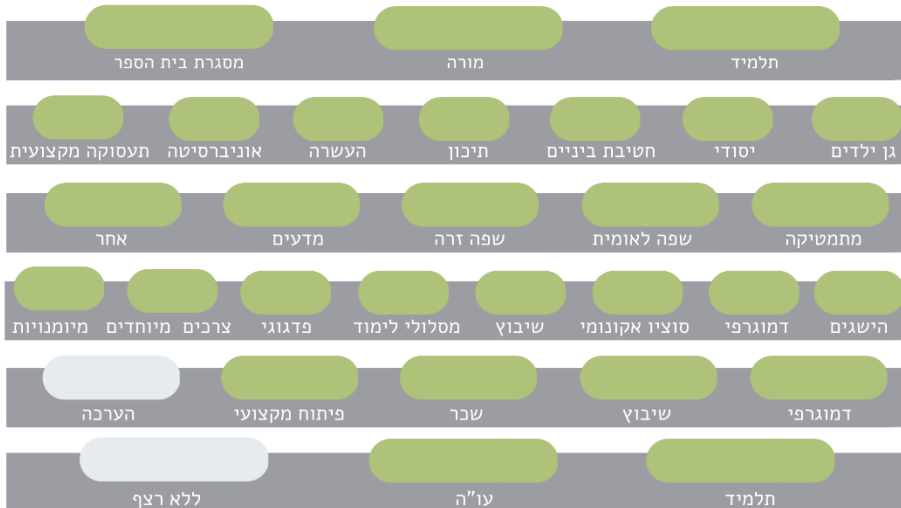 תלמיד מורה מסגרת בית הספר
גן ילדים יסודי חטיבת ביניים תיכון העשרה אוניברסיטה תעסוקה מקצועית
מתמטיקה שפה לאומית שפה זרה מדעים אחר
הישגים דמוגרפי סוציו אקונומי שיבוץ מסלולי לימוד פדגוגי צרכים מיוחדים מיומנויות
דמוגרפי שיבוץ שכר פיתוח מקצועי הערכה
תלמיד עו"ה ללא רצף